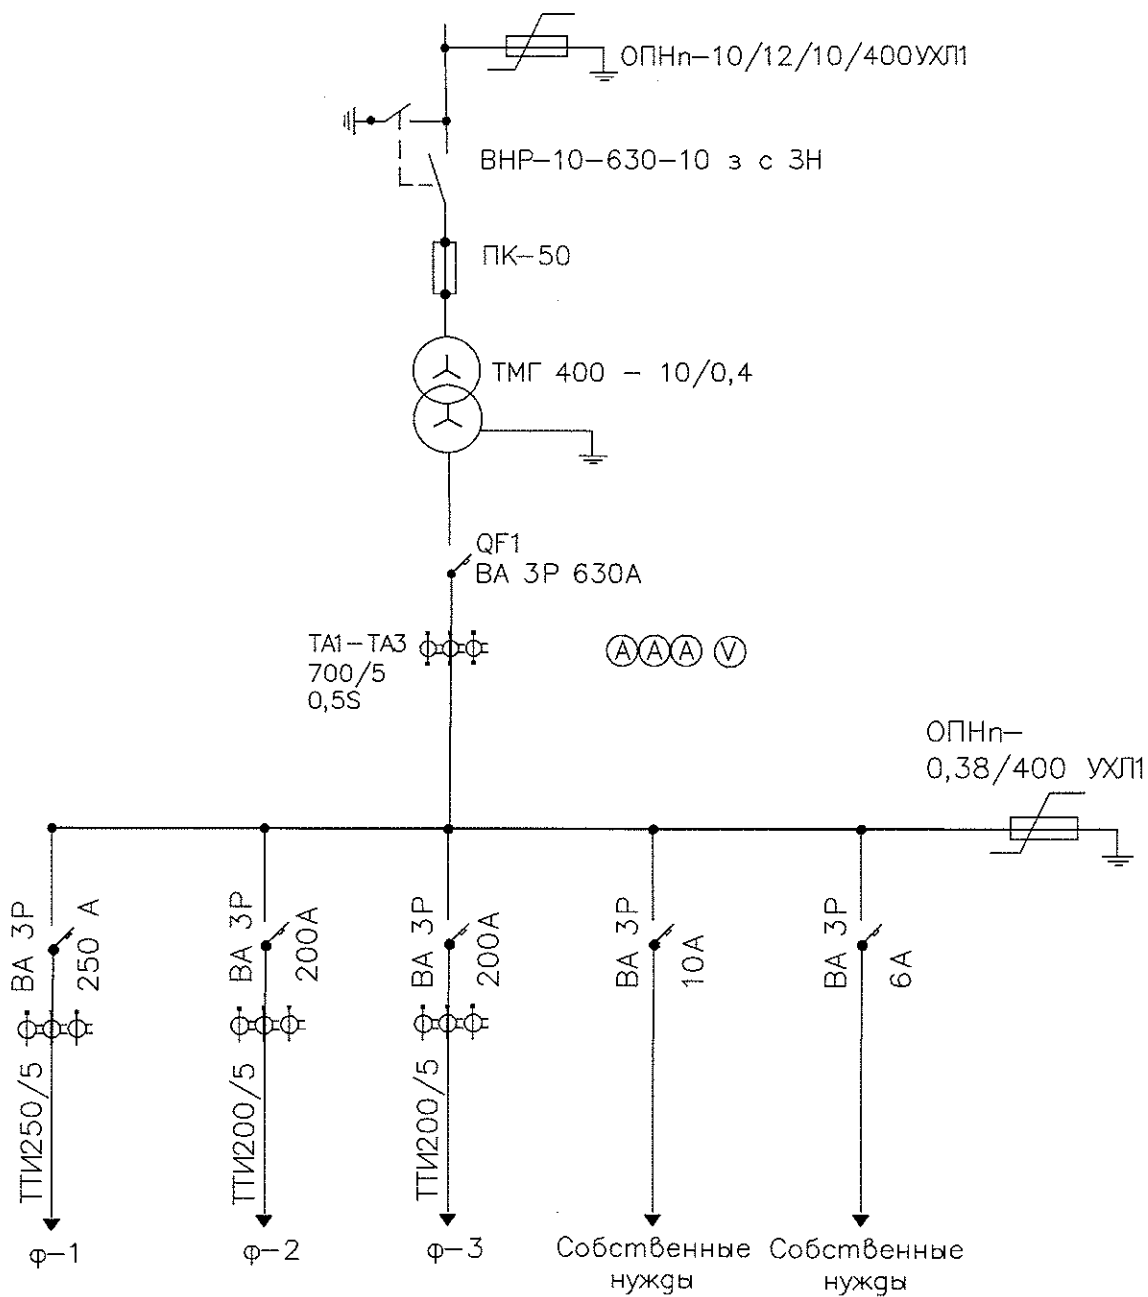 ОПНп-10/12/10/400УХЛ1
ВНР-10-630-10 з с ЗН
ПК-50
ТМГ 400 - 10/0,4
QF1
ВА 3Р 630А
ТА1-ТА3
700/5
0,5S
А А А V
ОПНп-
0,38/400 УХЛ1
ВА 3Р
250 А
ВА 3Р
200А
ВА 3Р
200А
ВА 3Р
10А
ВА 3Р
6А
ТТИ250/5
ТТИ200/5
ТТИ200/5
ф-1
ф-2
ф-3
Собственные
нужды
Собственные
нужды